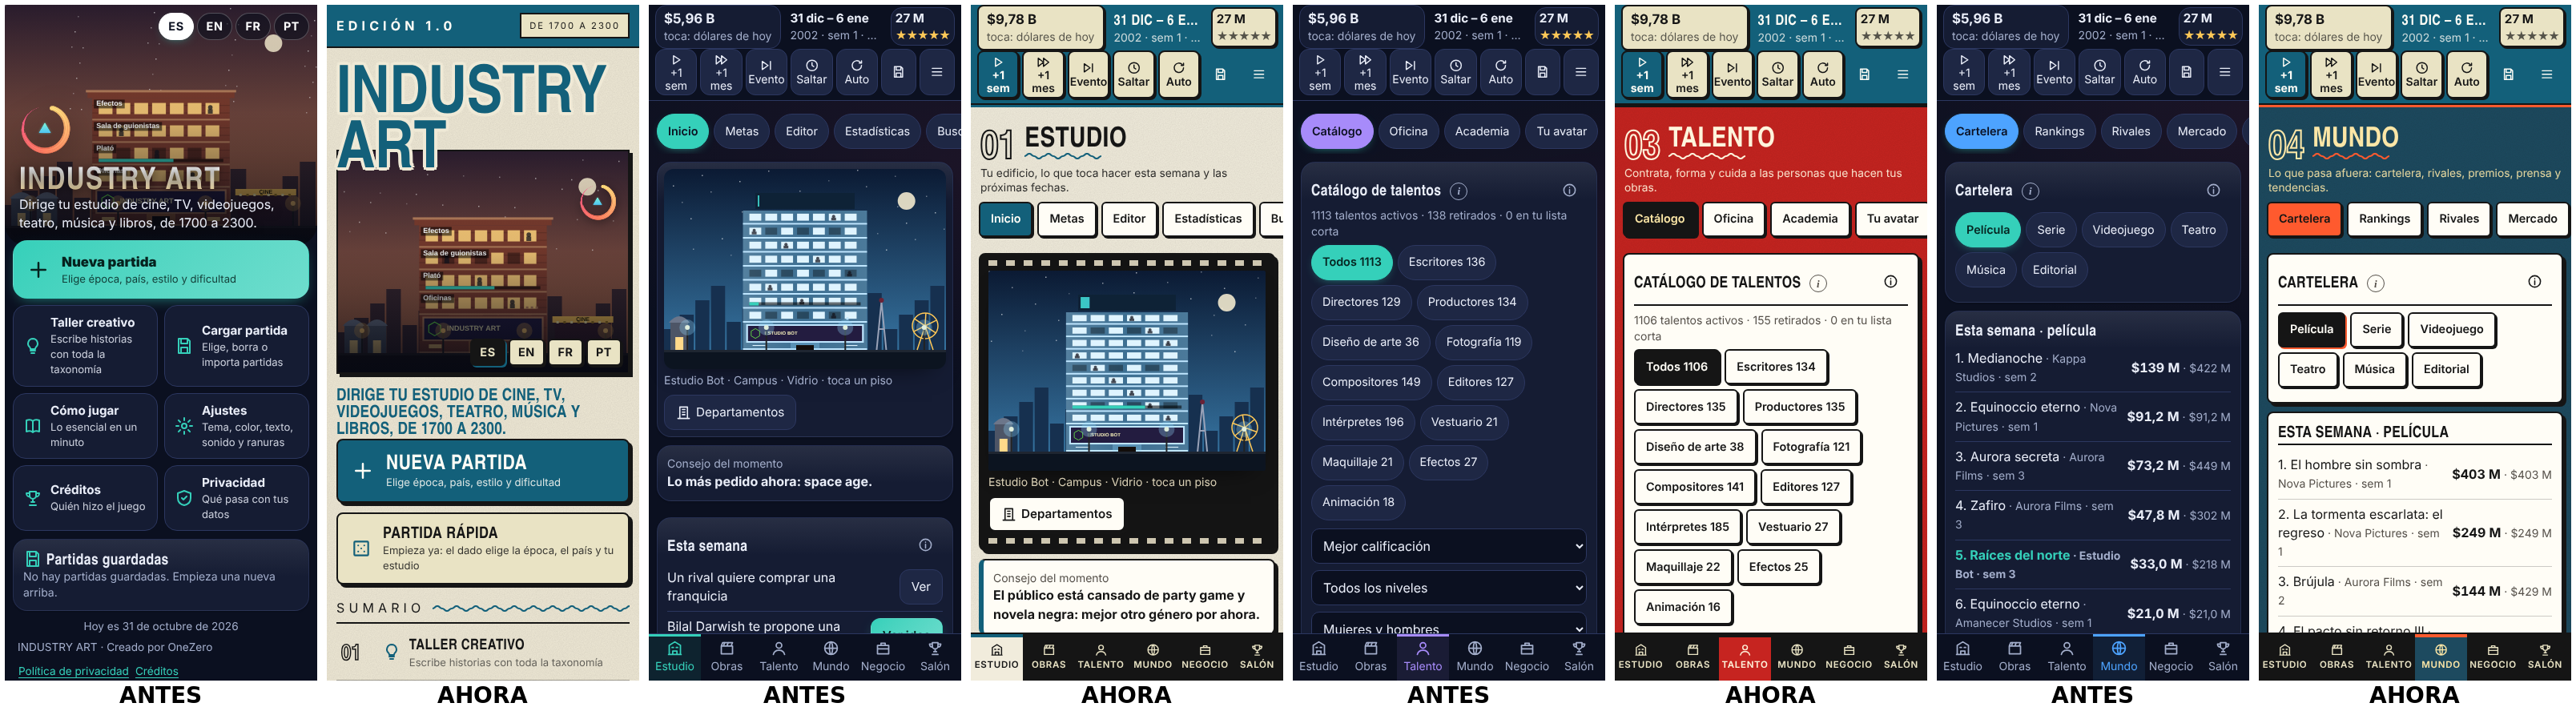 ES EN FR PT
Efectos
Sala de guionistas
Plató
INDUSTRY ART
Dirige tu estudio de cine, TV, videojuegos,
teatro, música y libros, de 1700 a 2300.
Nueva partida
Elige época, país, estilo y dificultad
Taller creativo
Escribe historias
con toda la
taxonomía
Cargar partida
Elige, borra o
importa partidas
Cómo jugar
Lo esencial en un
minuto
Ajustes
Tema, color, texto,
sonido y ranuras
Créditos
Quién hizo el juego
Privacidad
Qué pasa con tus
datos
Partidas guardadas
No hay partidas guardadas. Empieza una nueva
arriba.
Hoy es 31 de octubre de 2026
INDUSTRY ART · Creado por OneZero
Política de privacidad Créditos
ANTES
EDICIÓN 1.0
DE 1700 A 2300
INDUSTRY
ART
Efectos
Sala de guionistas
Plató
Oficinas
INDUSTRY ART
CINE
ES EN FR PT
DIRIGE TU ESTUDIO DE CINE, TV,
VIDEOJUEGOS, TEATRO, MÚSICA Y
LIBROS, DE 1700 A 2300.
NUEVA PARTIDA
Elige época, país, estilo y dificultad
PARTIDA RÁPIDA
Empieza ya: el dado elige la época, el país y tu
estudio
SUMARIO
01 TALLER CREATIVO
Escribe historias con toda la taxonomía
AHORA
$5,96 B
toca: dólares de hoy
31 dic – 6 ene
2002 · sem 1 · ...
27 M
★★★★★
+1
sem
+1
mes
Evento
Saltar
Auto
Inicio Metas Editor Estadísticas Busc
ESTUDIO BOT
Estudio Bot · Campus · Vidrio · toca un piso
Departamentos
Consejo del momento
Lo más pedido ahora: space age.
Esta semana
Un rival quiere comprar una
franquicia
Ver
Bilal Darwish te propone una
Estudio Obras Talento Mundo Negocio Salón
ANTES
$9,78 B
toca: dólares de hoy
31 DIC – 6 E...
2002 · sem 1 · ...
27 M
★★★★★
+1
sem
+1
mes
Evento
Saltar
Auto
01 ESTUDIO
Tu edificio, lo que toca hacer esta semana y las
próximas fechas.
Inicio Metas Editor Estadísticas Bu
ESTUDIO BOT
Estudio Bot · Campus · Vidrio · toca un piso
Departamentos
Consejo del momento
El público está cansado de party game y
novela negra: mejor otro género por ahora.
ESTUDIO OBRAS TALENTO MUNDO NEGOCIO SALÓN
AHORA
$5,96 B
toca: dólares de hoy
31 dic – 6 ene
2002 · sem 1 · ...
27 M
★★★★★
+1
sem
+1
mes
Evento
Saltar
Auto
Catálogo Oficina Academia Tu avatar
Catálogo de talentos
1113 talentos activos · 138 retirados · 0 en tu lista
corta
Todos 1113 Escritores 136
Directores 129 Productores 134
Diseño de arte 36 Fotografía 119
Compositores 149 Editores 127
Intérpretes 196 Vestuario 21
Maquillaje 21 Efectos 27
Animación 18
Mejor calificación
Todos los niveles
Mujeres y hombres
Estudio Obras Talento Mundo Negocio Salón
ANTES
$9,78 B
toca: dólares de hoy
31 DIC – 6 E...
2002 · sem 1 · ...
27 M
★★★★★
+1
sem
+1
mes
Evento
Saltar
Auto
03 TALENTO
Contrata, forma y cuida a las personas que hacen tus
obras.
Catálogo Oficina Academia Tu avatar
CATÁLOGO DE TALENTOS
1106 talentos activos · 155 retirados · 0 en tu lista
corta
Todos 1106 Escritores 134
Directores 135 Productores 135
Diseño de arte 38 Fotografía 121
Compositores 141 Editores 127
Intérpretes 185 Vestuario 27
Maquillaje 22 Efectos 25
Animación 16
ESTUDIO OBRAS TALENTO MUNDO NEGOCIO SALÓN
AHORA
$5,96 B
toca: dólares de hoy
31 dic – 6 ene
2002 · sem 1 · ...
27 M
★★★★★
+1
sem
+1
mes
Evento
Saltar
Auto
Cartelera Rankings Rivales Mercado
Cartelera
Película Serie Videojuego Teatro
Música Editorial
Esta semana · película
1. Medianoche · Kappa
Studios · sem 2
$139 M · $422 M
2. Equinoccio eterno · Nova
Pictures · sem 1
$91,2 M · $91,2 M
3. Aurora secreta · Aurora
Films · sem 3
$73,2 M · $449 M
4. Zafiro · Aurora Films · sem
3
$47,8 M · $302 M
5. Raíces del norte · Estudio
Bot · sem 3
$33,0 M · $218 M
6. Equinoccio eterno ·
Amanecer Studios · sem 1
$21,0 M · $21,0 M
Estudio Obras Talento Mundo Negocio Salón
ANTES
$9,78 B
toca: dólares de hoy
31 DIC – 6 E...
2002 · sem 1 · ...
27 M
★★★★★
+1
sem
+1
mes
Evento
Saltar
Auto
04 MUNDO
Lo que pasa afuera: cartelera, rivales, premios, prensa y
tendencias.
Cartelera Rankings Rivales Mercado
CARTELERA
Película Serie Videojuego
Teatro Música Editorial
ESTA SEMANA · PELÍCULA
1. El hombre sin sombra ·
Nova Pictures · sem 1
$403 M · $403 M
2. La tormenta escarlata: el
regreso · Nova Pictures · sem
1
$249 M · $249 M
3. Brújula · Aurora Films · sem
2
$144 M · $429 M
4. El pacto sin retorno III ·
ESTUDIO OBRAS TALENTO MUNDO NEGOCIO SALÓN
AHORA